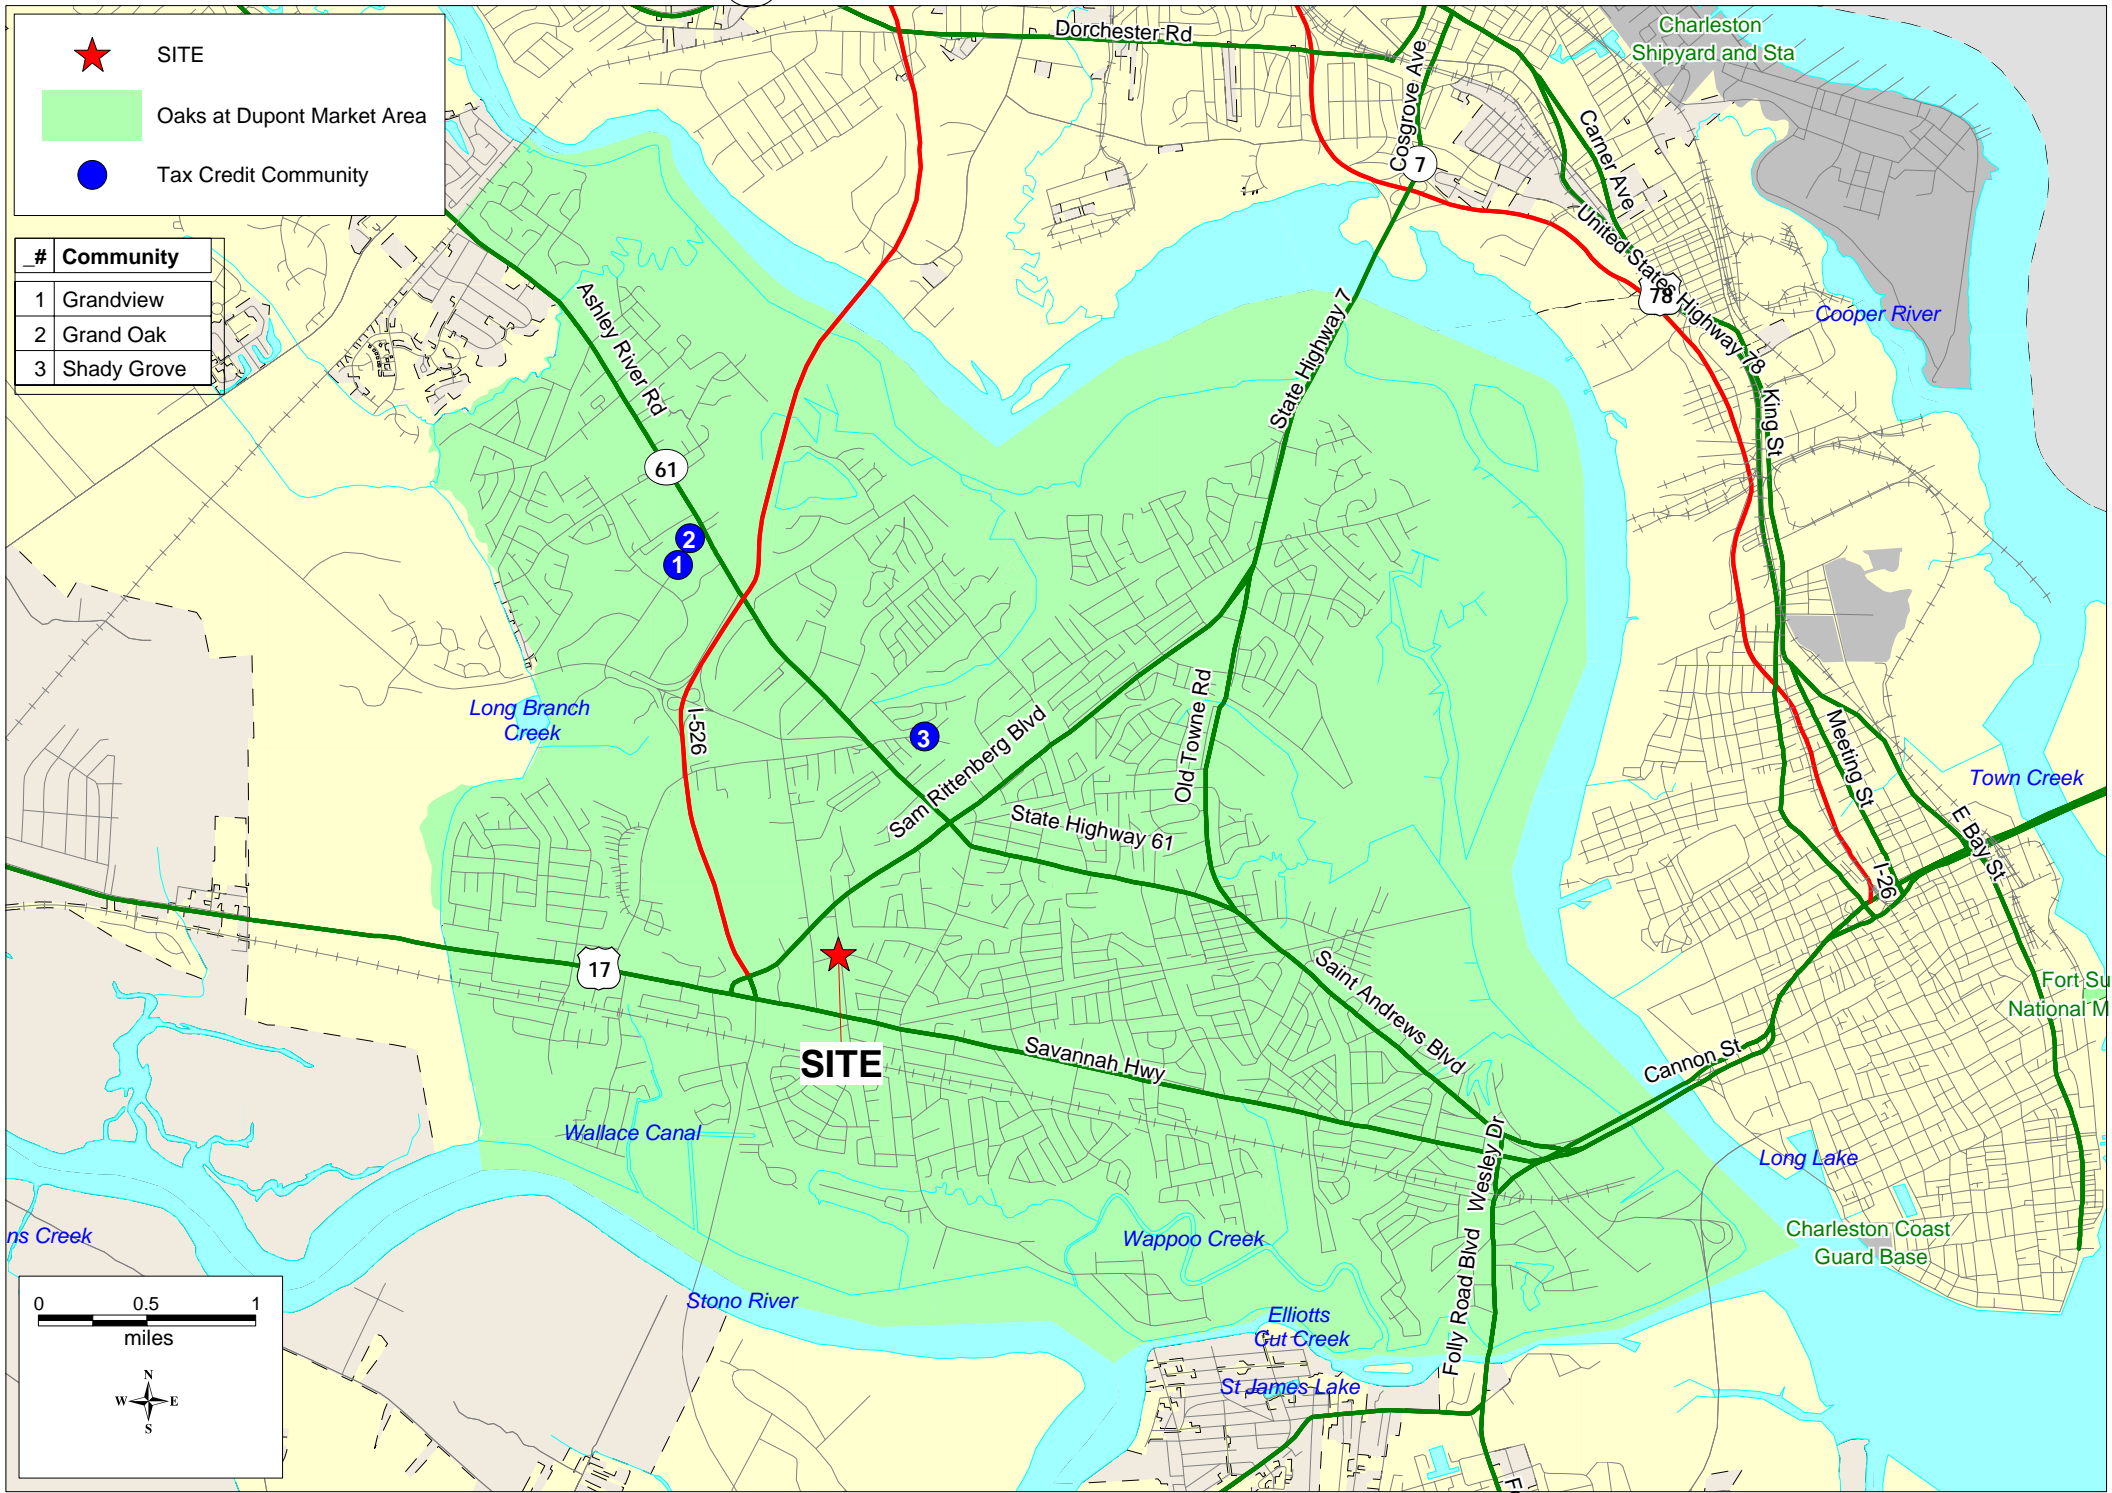 SITE
Oaks at Dupont Market Area
Tax Credit Community
_# Community
1 Grandview
2 Grand Oak
3 Shady Grove
Dorchester Rd
Cosgrove Ave
7
Carner Ave
Charleston
Shipyard and Sta
United States Highway 78
78
Cooper River
King St
Ashley River Rd
61
State Highway 7
2
1
Long Branch
Creek
I-526
3
Sam Rittenberg Blvd
Old Towne Rd
State Highway 61
Meeting St
Town Creek
E Bay St
I-26
17
SITE
Savannah Hwy
Saint Andrews Blvd
Cannon St
Fort Su
National M
Wallace Canal
Wesley Dr
Long Lake
Wappoo Creek
Folly Road Blvd
Charleston Coast
Guard Base
ns Creek
Stono River
Elliotts
Cut Creek
St James Lake
0 0.5 1
miles
N
W E
S